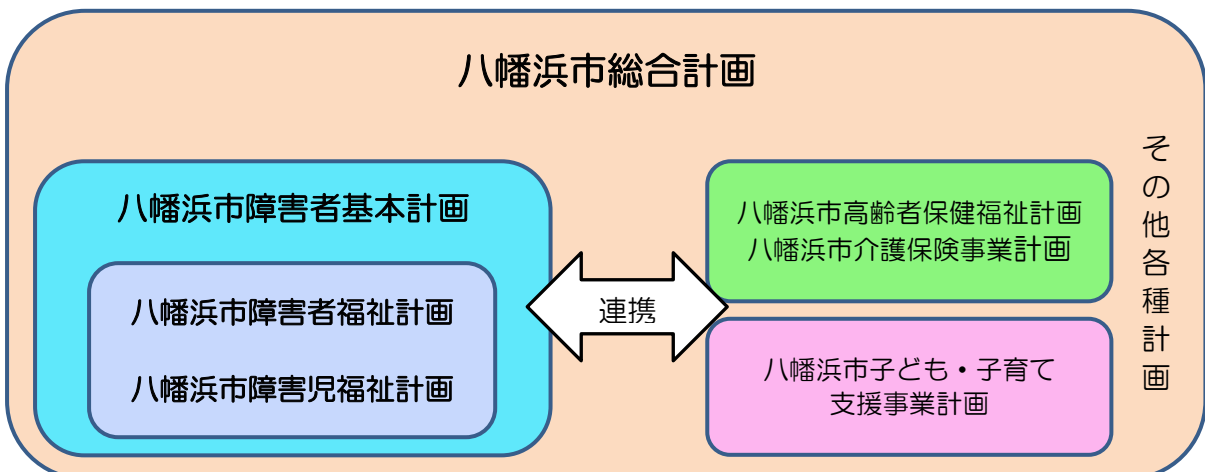 八幡浜市総合計画
八幡浜市障害者基本計画
八幡浜市障害者福祉計画
八幡浜市障害児福祉計画
連携
八幡浜市高齢者保健福祉計画
八幡浜市介護保険事業計画
八幡浜市子ども・子育て
支援事業計画
その他各種計画